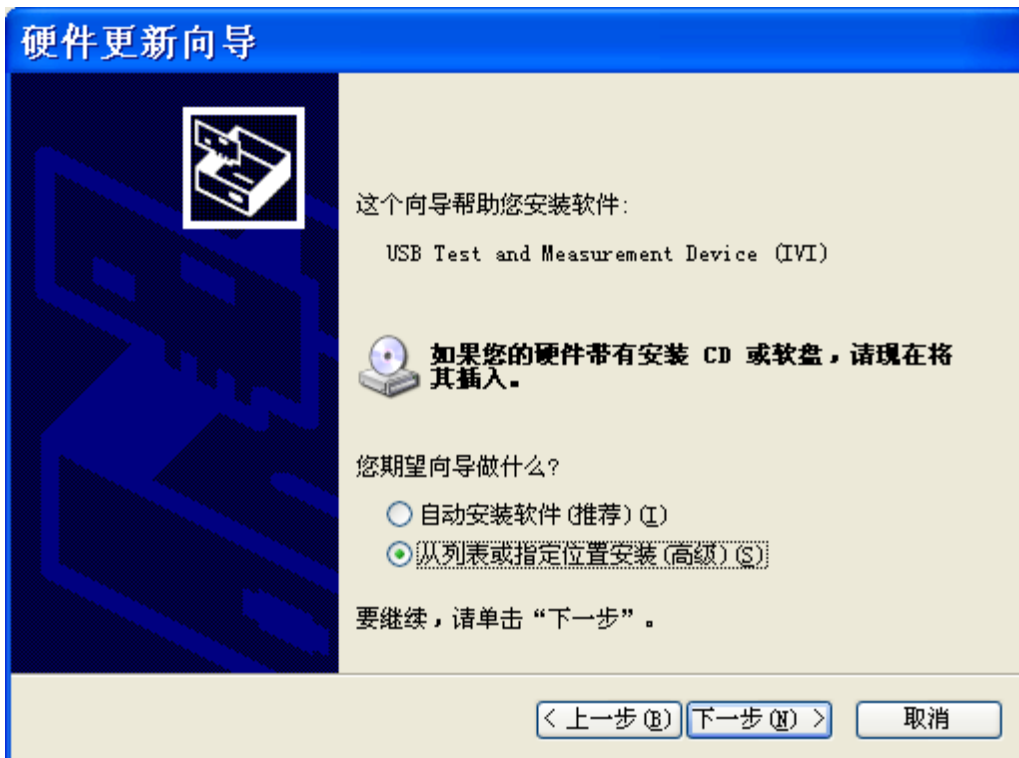 硬件更新向导
这个向导帮助您安装软件:
USB Test and Measurement Device (IVI)
如果您的硬件带有安装 CD 或软盘，请现在将
其插入。
您期望向导做什么?
自动安装软件(推荐)(I)
从列表或指定位置安装(高级)(S)
要继续，请单击“下一步”。
< 上一步(B)
下一步(N) >
取消